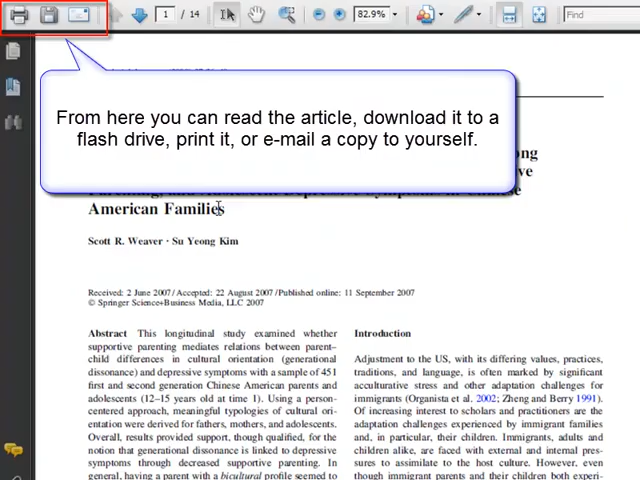 1 / 14 82.9% Find
From here you can read the article, download it to a
flash drive, print it, or e-mail a copy to yourself.
American Families
Scott R. Weaver · Su Yeong Kim
Received: 2 June 2007 / Accepted: 22 August 2007 / Published online: 11 September 2007
© Springer Science+Business Media, LLC 2007
Abstract This longitudinal study examined whether
supportive parenting mediates relations between parent–
child differences in cultural orientation (generational
dissonance) and depressive symptoms with a sample of 451
first and second generation Chinese American parents and
adolescents (12–15 years old at time 1). Using a person-
centered approach, meaningful typologies of cultural ori-
entation were derived for fathers, mothers, and adolescents.
Overall, results provided support, though qualified, for the
notion that generational dissonance is linked to depressive
symptoms through decreased supportive parenting. In
general, having a parent with a bicultural profile seemed to
Introduction
Adjustment to the US, with its differing values, practices,
traditions, and language, is often marked by significant
acculturative stress and other adaptation challenges for
immigrants (Organista et al. 2002; Zheng and Berry 1991).
Of increasing interest to scholars and practitioners are the
adaptation challenges experienced by immigrant families
and, in particular, their children. Immigrants, adults and
children alike, are faced with external and internal pres-
sures to assimilate to the host culture. However, even
though immigrant parents and their children both experi-